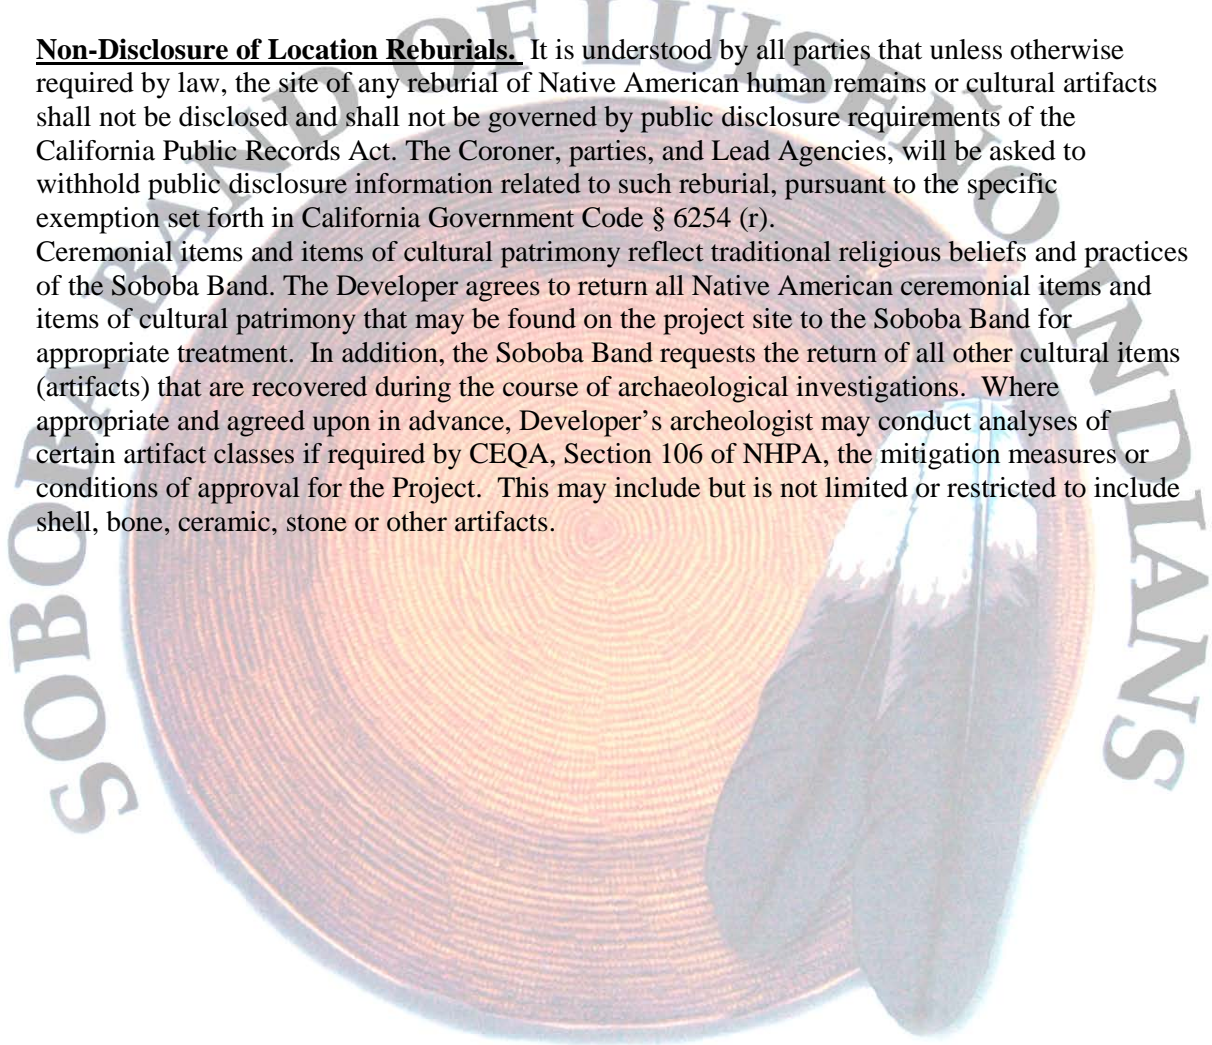 SOBOBA BAND OF LUISEÑO INDIANS
Non-Disclosure of Location Reburials. It is understood by all parties that unless otherwise
required by law, the site of any reburial of Native American human remains or cultural artifacts
shall not be disclosed and shall not be governed by public disclosure requirements of the
California Public Records Act. The Coroner, parties, and Lead Agencies, will be asked to
withhold public disclosure information related to such reburial, pursuant to the specific
exemption set forth in California Government Code § 6254 (r).
Ceremonial items and items of cultural patrimony reflect traditional religious beliefs and practices
of the Soboba Band. The Developer agrees to return all Native American ceremonial items and
items of cultural patrimony that may be found on the project site to the Soboba Band for
appropriate treatment. In addition, the Soboba Band requests the return of all other cultural items
(artifacts) that are recovered during the course of archaeological investigations. Where
appropriate and agreed upon in advance, Developer's archeologist may conduct analyses of
certain artifact classes if required by CEQA, Section 106 of NHPA, the mitigation measures or
conditions of approval for the Project. This may include but is not limited or restricted to include
shell, bone, ceramic, stone or other artifacts.